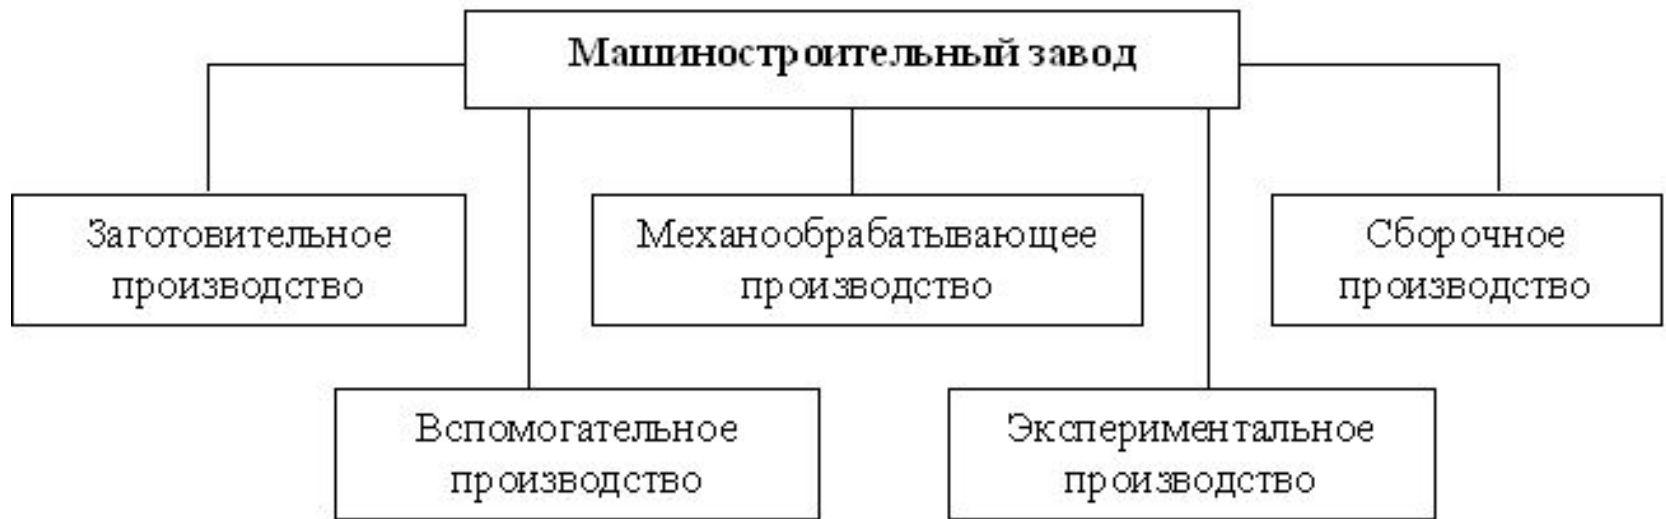 Машиностроительный завод
Заготовительное
производство
Механообрабатывающее
производство
Сборочное
производство
Вспомогательное
производство
Экспериментальное
производство